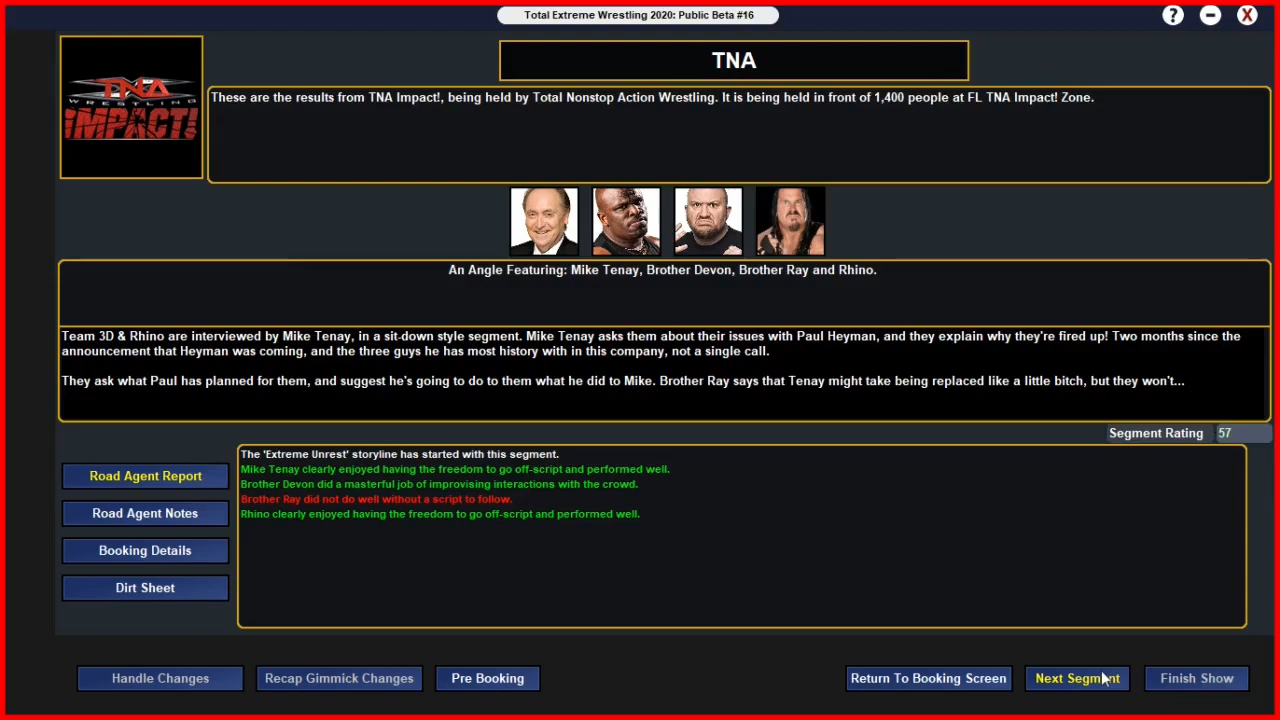 Total Extreme Wrestling 2020: Public Beta #16
?
X
TNA
TNA
WRESTLING
IMPACT!
These are the results from TNA Impact!, being held by Total Nonstop Action Wrestling. It is being held in front of 1,400 people at FL TNA Impact! Zone.
An Angle Featuring: Mike Tenay, Brother Devon, Brother Ray and Rhino.
Team 3D & Rhino are interviewed by Mike Tenay, in a sit-down style segment. Mike Tenay asks them about their issues with Paul Heyman, and they explain why they're fired up! Two months since the
announcement that Heyman was coming, and the three guys he has most history with in this company, not a single call.
They ask what Paul has planned for them, and suggest he's going to do to them what he did to Mike. Brother Ray says that Tenay might take being replaced like a little bitch, but they won't...
Segment Rating 57
The 'Extreme Unrest' storyline has started with this segment.
Mike Tenay clearly enjoyed having the freedom to go off-script and performed well.
Brother Devon did a masterful job of improvising interactions with the crowd.
Brother Ray did not do well without a script to follow.
Rhino clearly enjoyed having the freedom to go off-script and performed well.
Road Agent Report
Road Agent Notes
Booking Details
Dirt Sheet
Handle Changes
Recap Gimmick Changes
Pre Booking
Return To Booking Screen
Next Segment
Finish Show